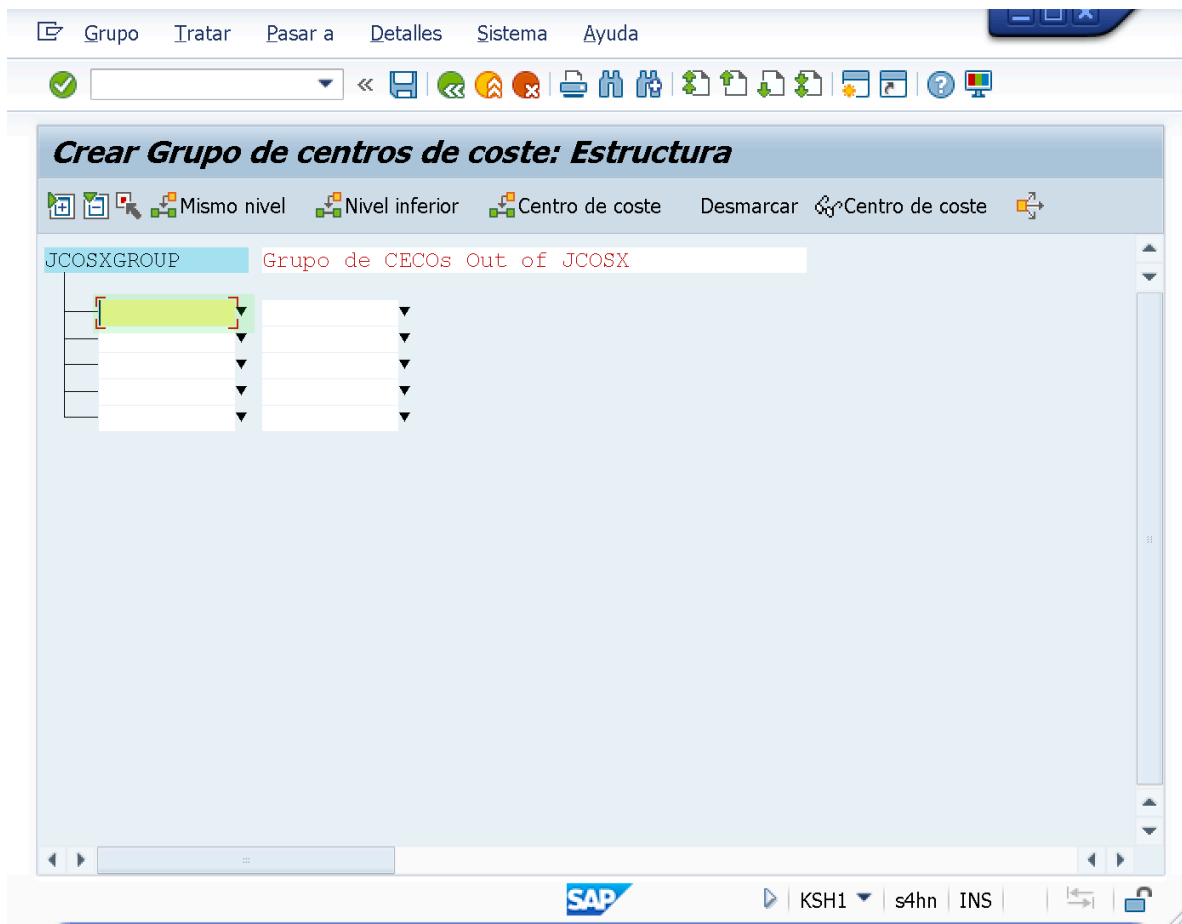 Grupo Tratar Pasar a Detalles Sistema Ayuda
Crear Grupo de centros de coste: Estructura
Mismo nivel Nivel inferior Centro de coste Desmarcar Centro de coste
JCOSXGROUP Grupo de CECOs Out of JCOSX
SAP KSH1 s4hn INS